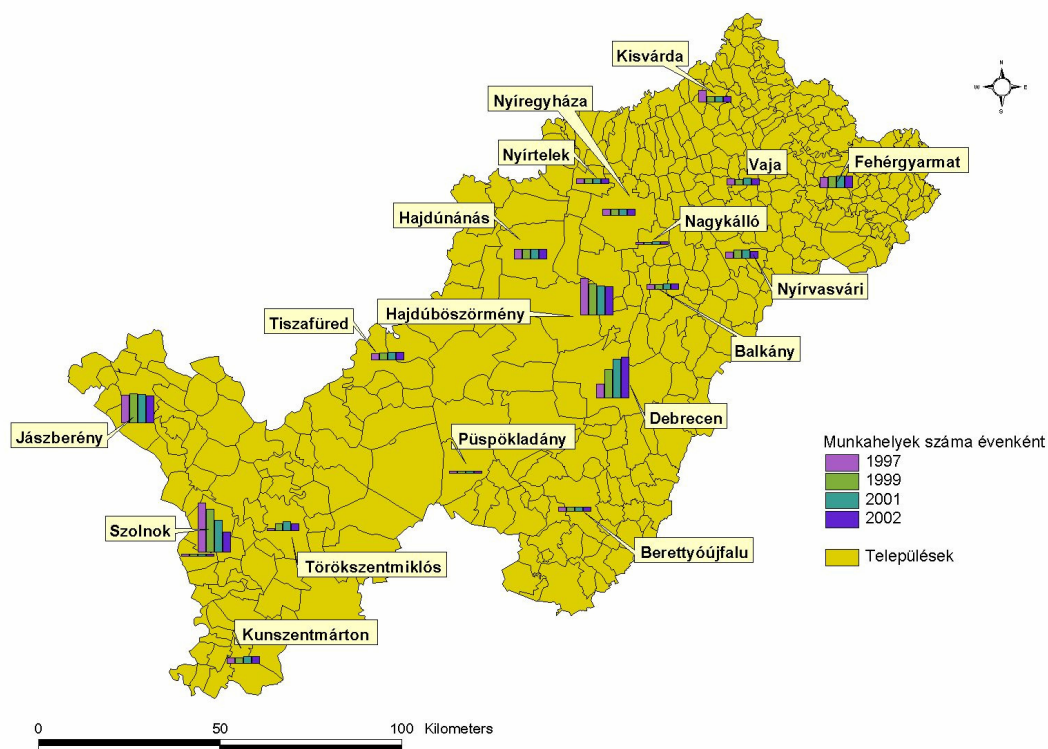 Kisvárda
N
W E
S
Nyíregyháza
Nyírtelek
Vaja
Fehérgyarmat
Hajdúnánás
Nagykálló
Nyírvasvári
Hajdúböszörmény
Tiszafüred
Balkány
Debrecen
Jászberény
Püspökladány
Munkahelyek száma évenként
1997
1999
2001
2002
Települések
Szolnok
Törökszentmiklós
Berettyóújfalu
Kunszentmárton
0 50 100 Kilometers